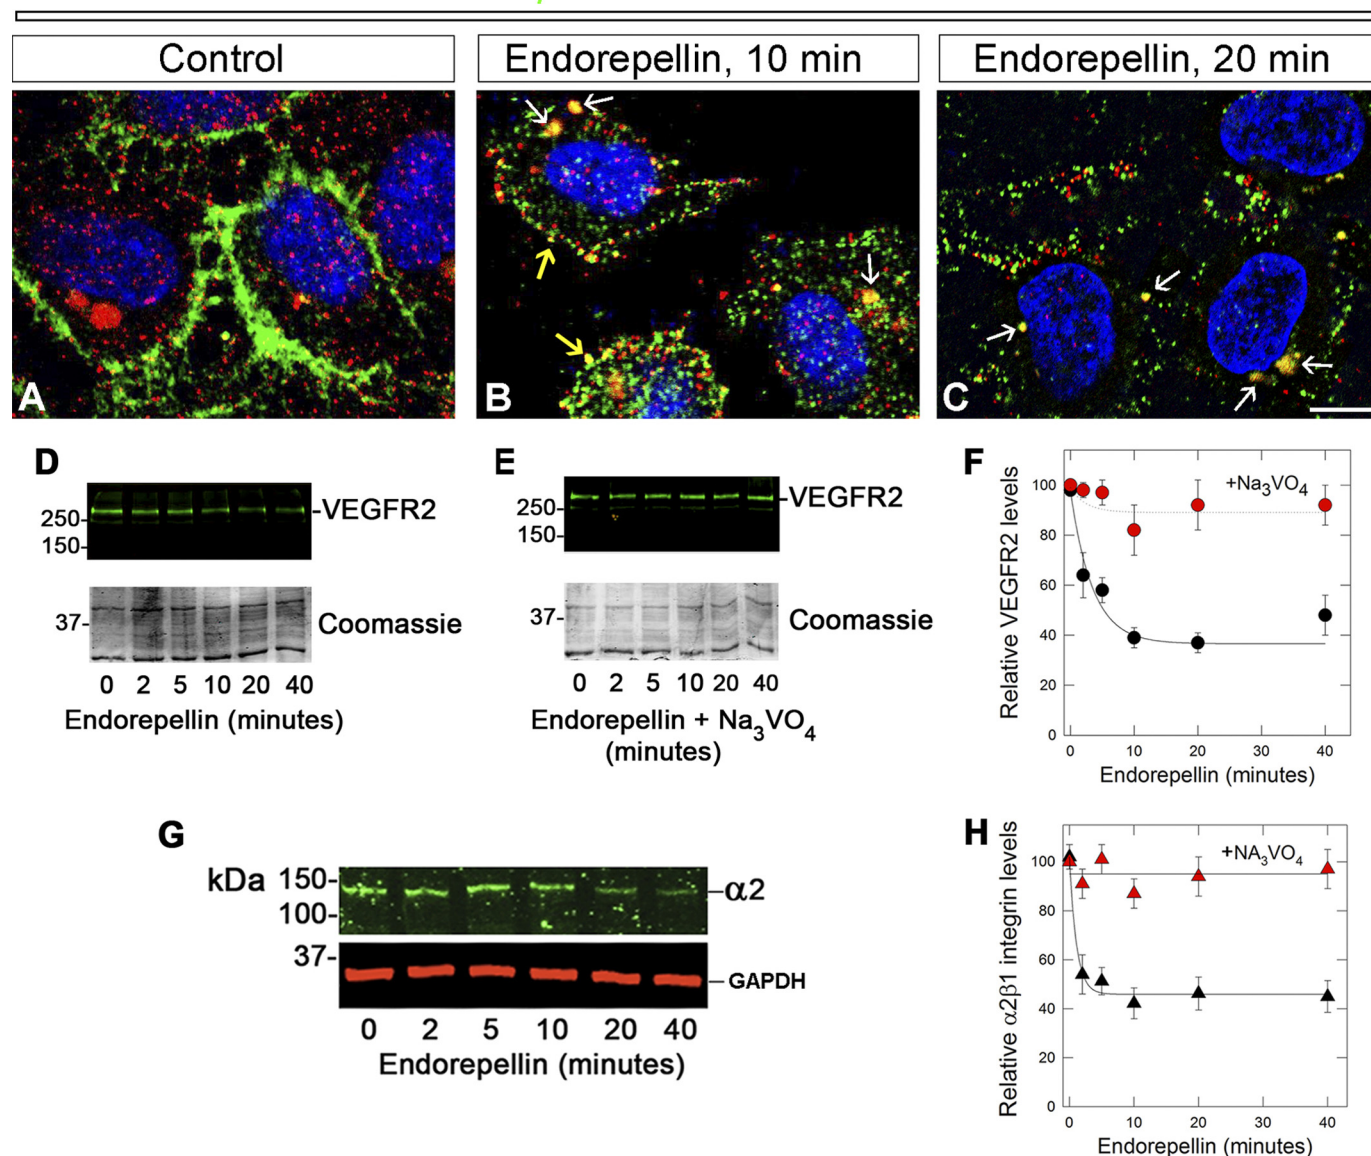 Control
Endorepellin, 10 min
Endorepellin, 20 min
A
B
C
D
250-
150-
-VEGFR2
37-
Coomassie
0 2 5 10 20 40
Endorepellin (minutes)
E
250-
150-
-VEGFR2
37-
Coomassie
0 2 5 10 20 40
Endorepellin + Na₃VO₄
(minutes)
F
Relative VEGFR2 levels
100
80
60
40
20
0
+Na₃VO₄
0 10 20 30 40
Endorepellin (minutes)
G
kDa 150-
100-
-α2
37-
-GAPDH
0 2 5 10 20 40
Endorepellin (minutes)
H
Relative α2β1 integrin levels
100
80
60
40
20
0
+NA₃VO₄
0 10 20 30 40
Endorepellin (minutes)